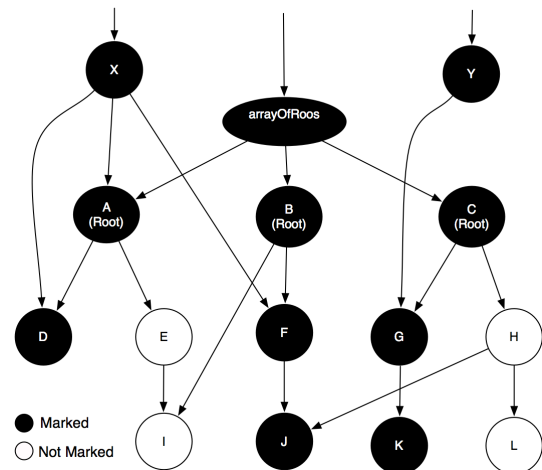 X
Y
arrayOfRoos
A
(Root)
B
(Root)
C
(Root)
D
E
F
G
H
I
J
K
L
Marked
Not Marked